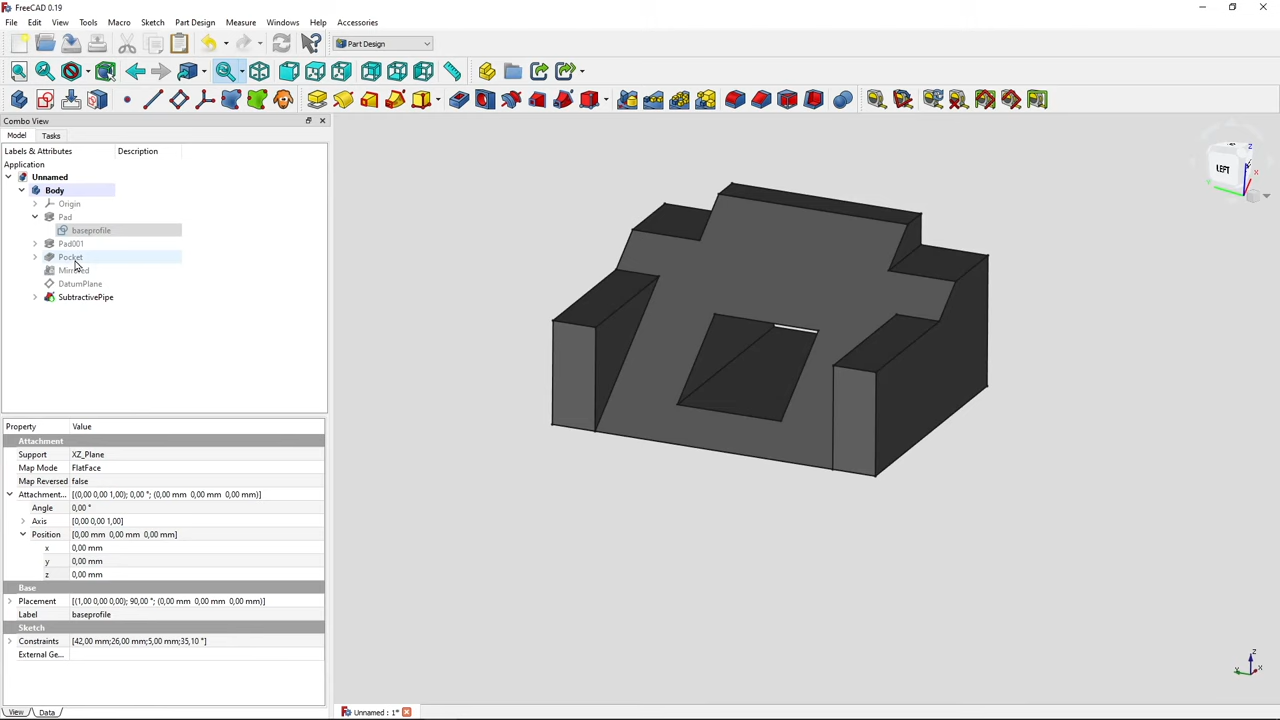 FreeCAD 0.19
File Edit View Tools Macro Sketch Part Design Measure Windows Help Accessories
Part Design
Combo View
Model Tasks
Labels & Attributes Description
Application
Unnamed
Body
Origin
Pad
baseprofile
Pad001
Pocket
DatumPlane
SubtractivePipe
LEFT
Property Value
Attachment
Support XZ_Plane
Map Mode FlatFace
Map Reversed false
Attachment... [(0,00 0,00 1,00); 0,00 °; (0,00 mm 0,00 mm 0,00 mm)]
Angle 0,00 °
Axis [0,00 0,00 1,00]
Position [0,00 mm 0,00 mm 0,00 mm]
x 0,00 mm
y 0,00 mm
z 0,00 mm
Base
Placement [(1,00 0,00 0,00); 90,00 °; (0,00 mm 0,00 mm 0,00 mm)]
Label baseprofile
Sketch
Constraints [42,00 mm;26,00 mm;5,00 mm;35,10 °]
External Ge...
View Data
Unnamed : 1*